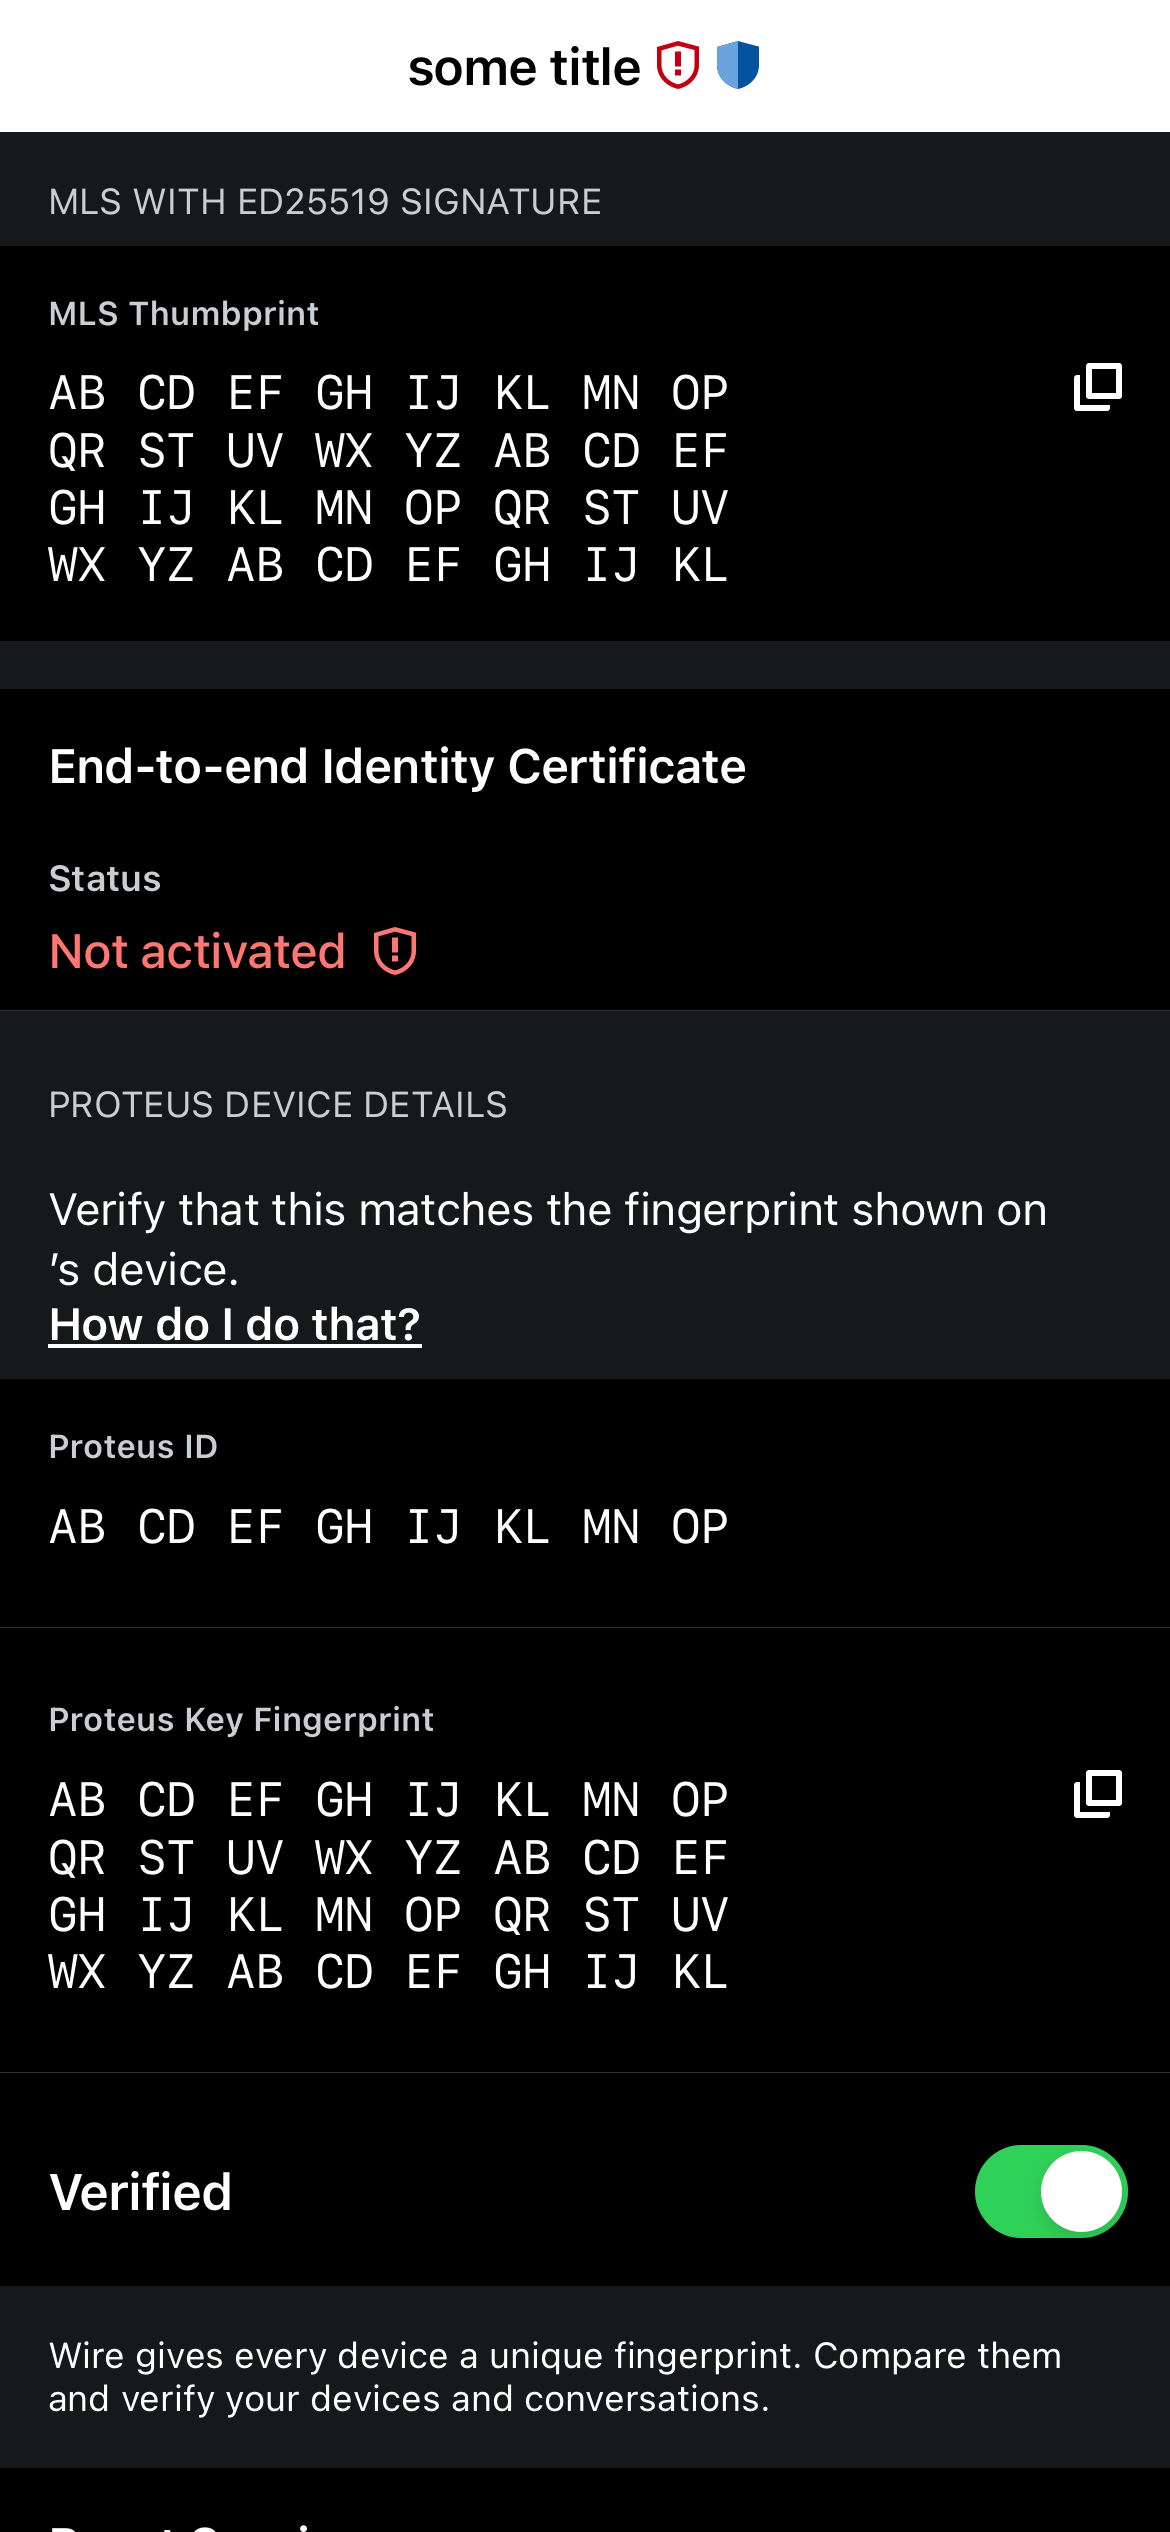 some title
MLS WITH ED25519 SIGNATURE
MLS Thumbprint
AB CD EF GH IJ KL MN OP
QR ST UV WX YZ AB CD EF
GH IJ KL MN OP QR ST UV
WX YZ AB CD EF GH IJ KL
End-to-end Identity Certificate
Status
Not activated
PROTEUS DEVICE DETAILS
Verify that this matches the fingerprint shown on
’s device.
How do I do that?
Proteus ID
AB CD EF GH IJ KL MN OP
Proteus Key Fingerprint
AB CD EF GH IJ KL MN OP
QR ST UV WX YZ AB CD EF
GH IJ KL MN OP QR ST UV
WX YZ AB CD EF GH IJ KL
Verified
Wire gives every device a unique fingerprint. Compare them
and verify your devices and conversations.